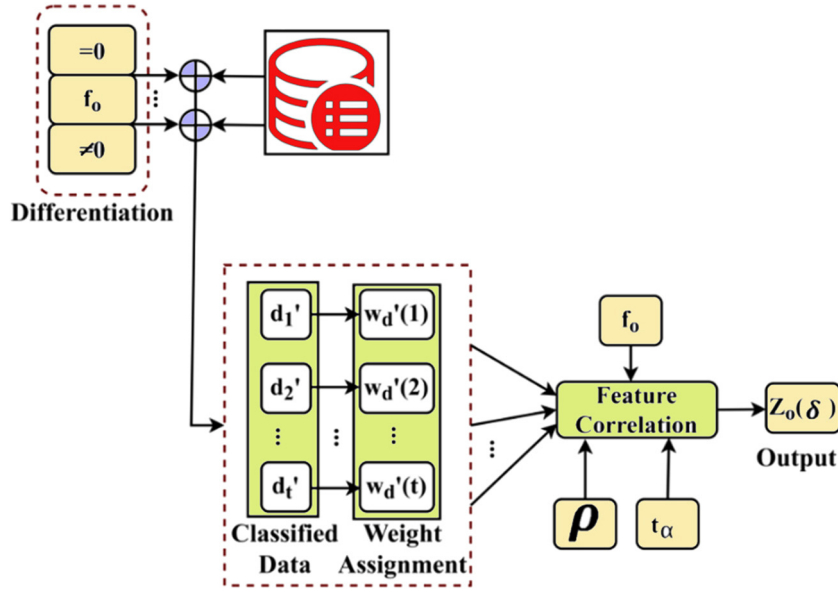 =0
f₀
≠0
Differentiation
d₁' w_d'(1)
d₂' w_d'(2)
d_t' w_d'(t)
Classified Data
Weight Assignment
f₀
Feature
Correlation
Z₀(δ)
Output
ρ
t_α